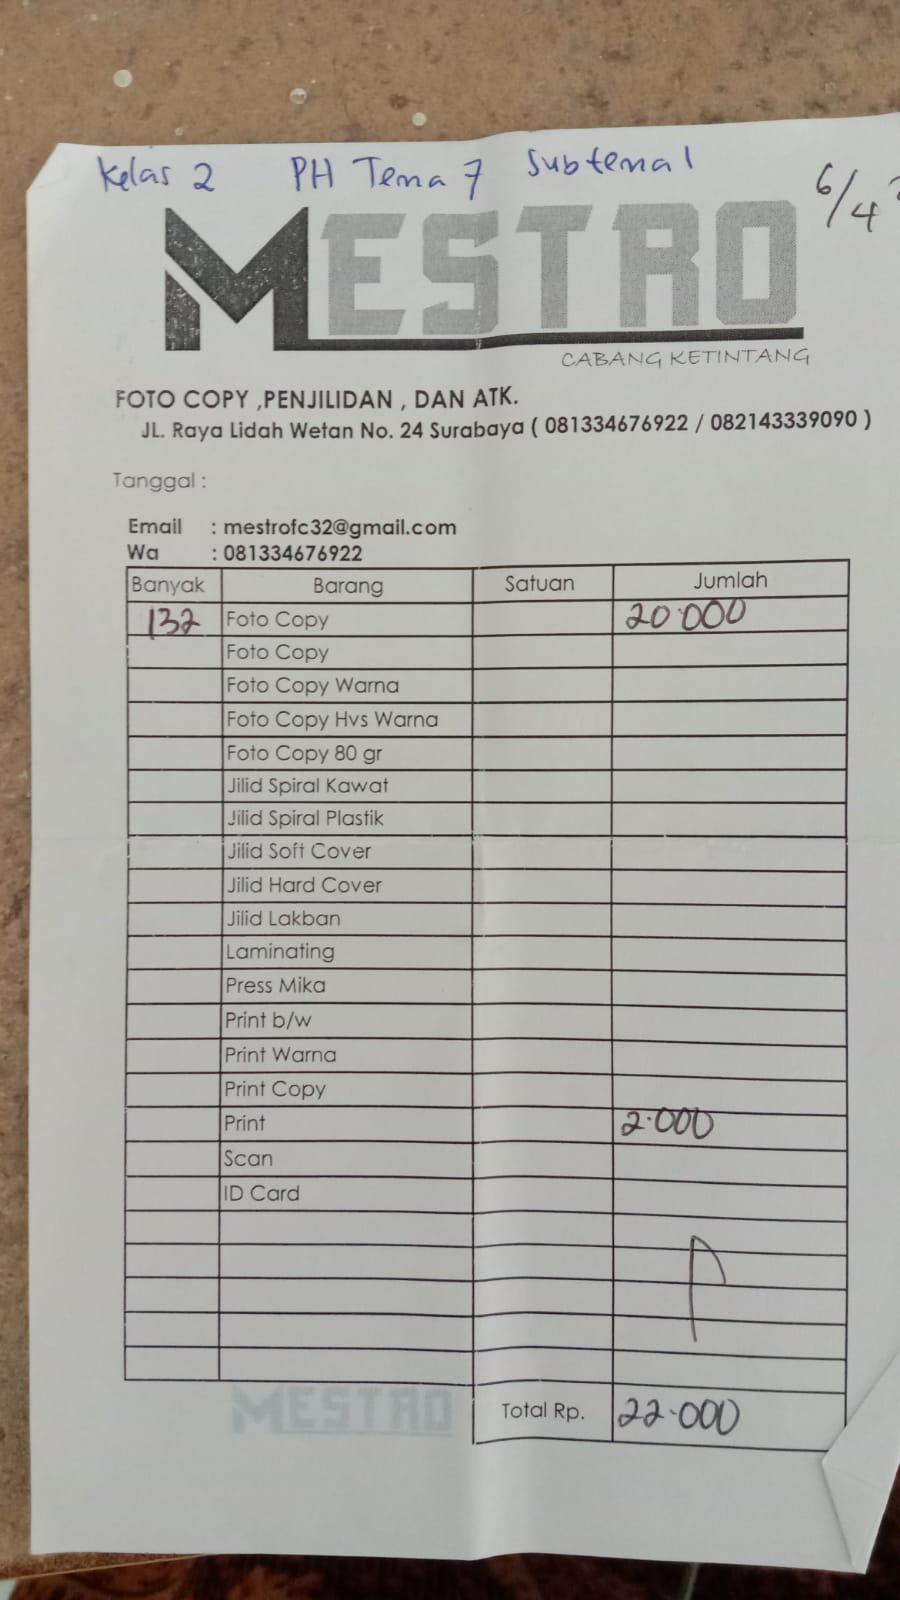 Kelas 2 PH Tema 7 Subtema 1
6/4
MESTRO
CABANG KETINTANG
FOTO COPY ,PENJILIDAN , DAN ATK.
JL. Raya Lidah Wetan No. 24 Surabaya ( 081334676922 / 082143339090 )
Tanggal :
Email : mestrofc32@gmail.com
Wa : 081334676922
Banyak Barang Satuan Jumlah
132 Foto Copy 20.000
Foto Copy
Foto Copy Warna
Foto Copy Hvs Warna
Foto Copy 80 gr
Jilid Spiral Kawat
Jilid Spiral Plastik
Jilid Soft Cover
Jilid Hard Cover
Jilid Lakban
Laminating
Press Mika
Print b/w
Print Warna
Print Copy
Print 2.000
Scan
ID Card
MESTRO Total Rp. 22.000